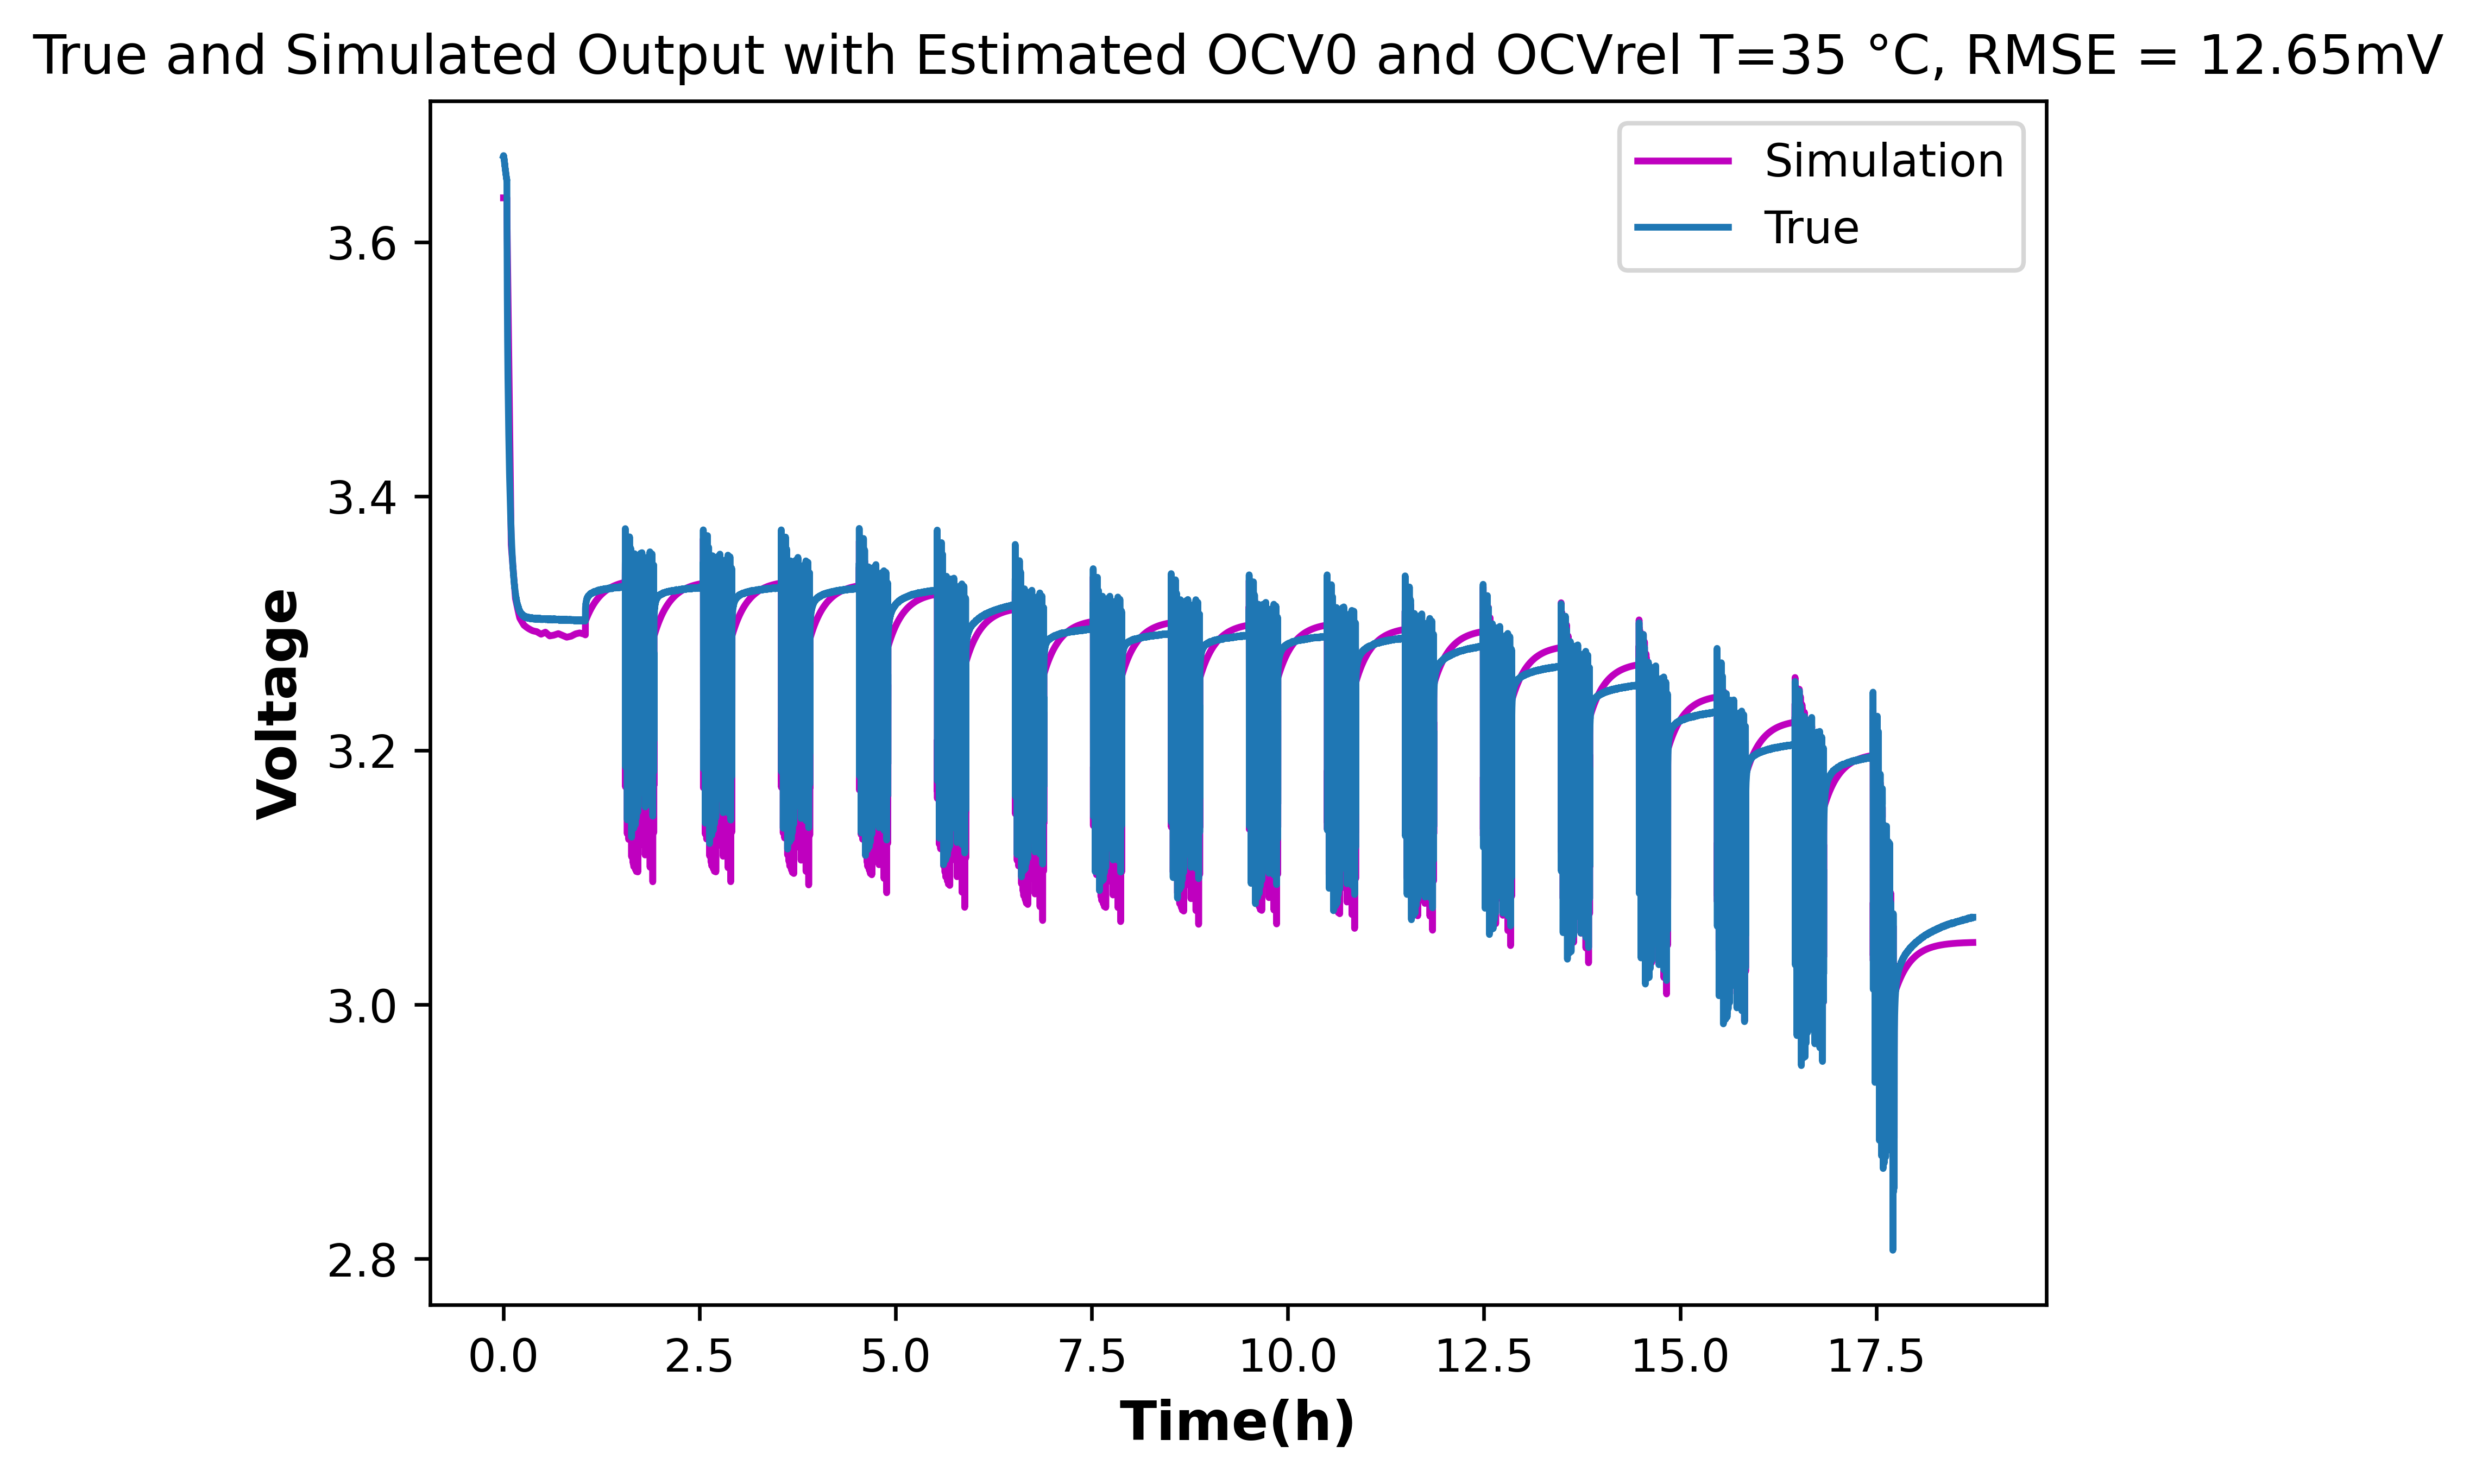 True and Simulated Output with Estimated OCV0 and OCVrel T=35 °C, RMSE = 12.65mV
Simulation
True
3.6
3.4
3.2
3.0
2.8
Voltage
0.0 2.5 5.0 7.5 10.0 12.5 15.0 17.5
Time(h)